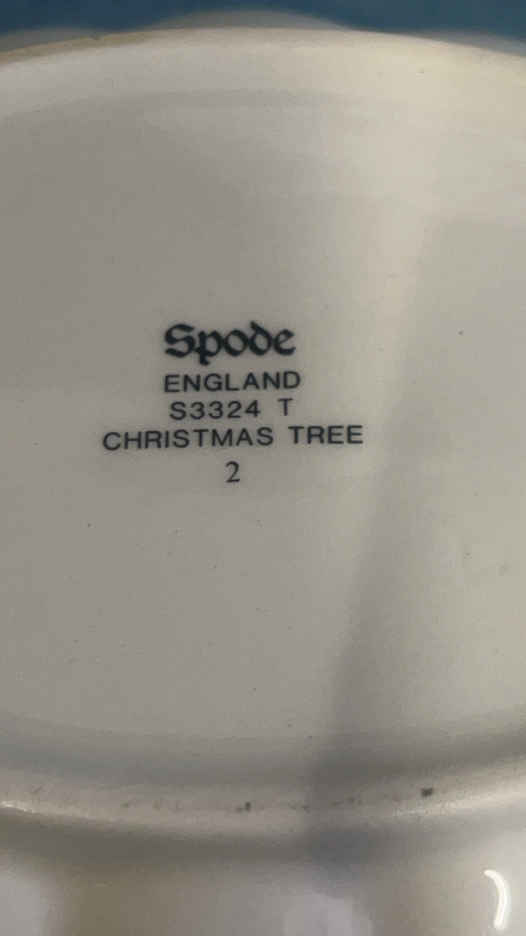 Spode
ENGLAND
S3324 T
CHRISTMAS TREE
2